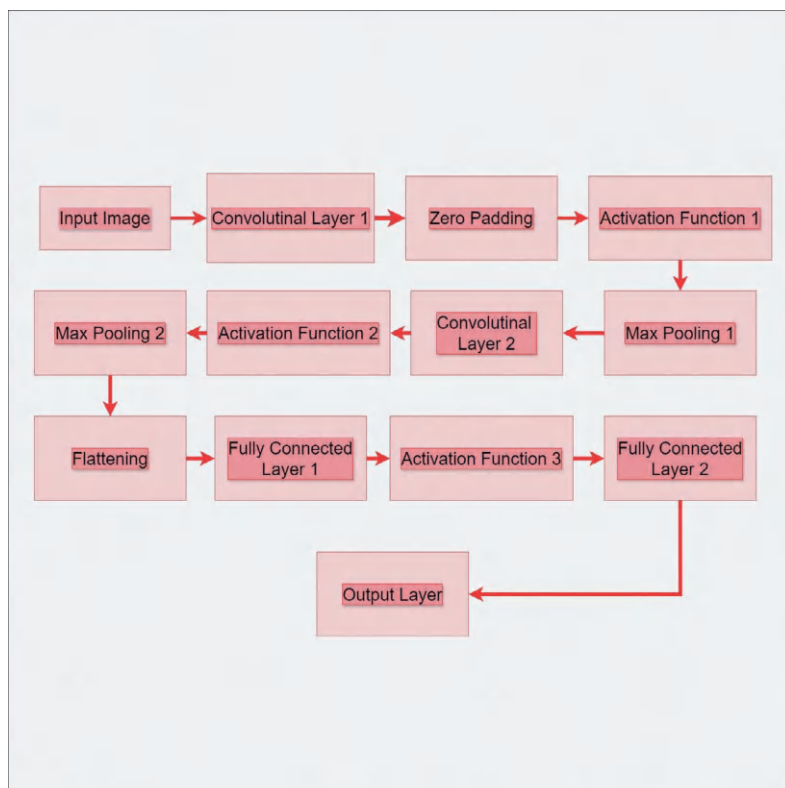 Input Image
Convolutinal Layer 1
Zero Padding
Activation Function 1
Max Pooling 1
Convolutinal
Layer 2
Activation Function 2
Max Pooling 2
Flattening
Fully Connected
Layer 1
Activation Function 3
Fully Connected
Layer 2
Output Layer